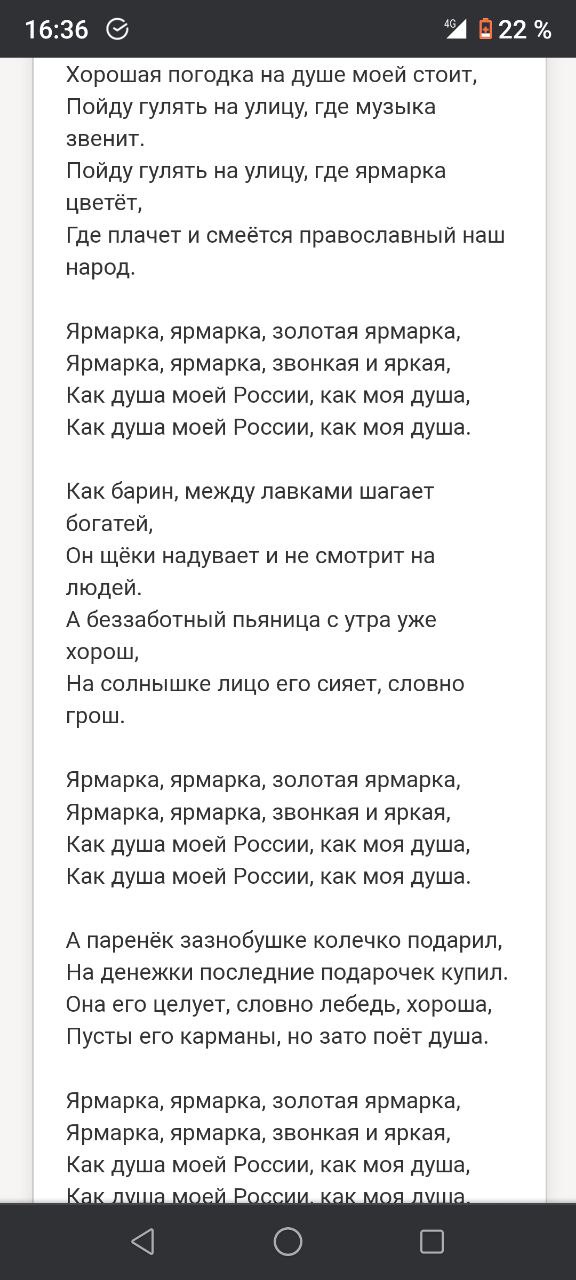 16:36
4G
22 %
Хорошая погодка на душе моей стоит,
Пойду гулять на улицу, где музыка
звенит.
Пойду гулять на улицу, где ярмарка
цветёт,
Где плачет и смеётся православный наш
народ.
Ярмарка, ярмарка, золотая ярмарка,
Ярмарка, ярмарка, звонкая и яркая,
Как душа моей России, как моя душа,
Как душа моей России, как моя душа.
Как барин, между лавками шагает
богатей,
Он щёки надувает и не смотрит на
людей.
А беззаботный пьяница с утра уже
хорош,
На солнышке лицо его сияет, словно
грош.
Ярмарка, ярмарка, золотая ярмарка,
Ярмарка, ярмарка, звонкая и яркая,
Как душа моей России, как моя душа,
Как душа моей России, как моя душа.
А паренёк зазнобушке колечко подарил,
На денежки последние подарочек купил.
Она его целует, словно лебедь, хороша,
Пусты его карманы, но зато поёт душа.
Ярмарка, ярмарка, золотая ярмарка,
Ярмарка, ярмарка, звонкая и яркая,
Как душа моей России, как моя душа,
Как душа моей России, как моя душа.